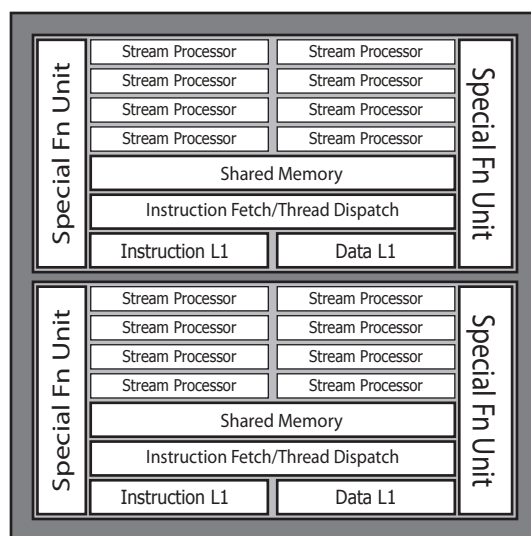 Special Fn Unit
Stream Processor Stream Processor
Stream Processor Stream Processor
Stream Processor Stream Processor
Stream Processor Stream Processor
Shared Memory
Instruction Fetch/Thread Dispatch
Instruction L1 Data L1
Special Fn Unit
Special Fn Unit
Stream Processor Stream Processor
Stream Processor Stream Processor
Stream Processor Stream Processor
Stream Processor Stream Processor
Shared Memory
Instruction Fetch/Thread Dispatch
Instruction L1 Data L1
Special Fn Unit